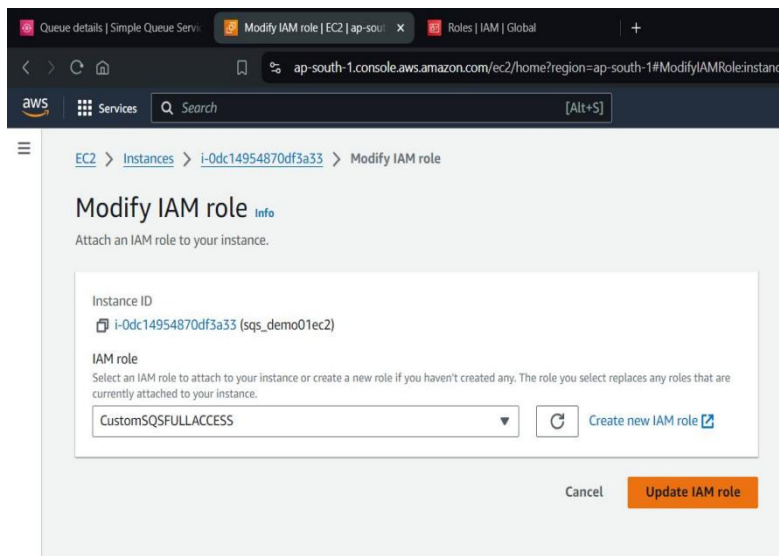 Queue details | Simple Queue Servi
Modify IAM role | EC2 | ap-sout
Roles | IAM | Global
ap-south-1.console.aws.amazon.com/ec2/home?region=ap-south-1#ModifyIAMRole:instanc
aws
Services
Search
[Alt+S]
EC2 > Instances > i-0dc14954870df3a33 > Modify IAM role
Modify IAM role Info
Attach an IAM role to your instance.
Instance ID
i-0dc14954870df3a33 (sqs_demo01ec2)
IAM role
Select an IAM role to attach to your instance or create a new role if you haven't created any. The role you select replaces any roles that are
currently attached to your instance.
CustomSQSFULLACCESS
Create new IAM role
Cancel
Update IAM role